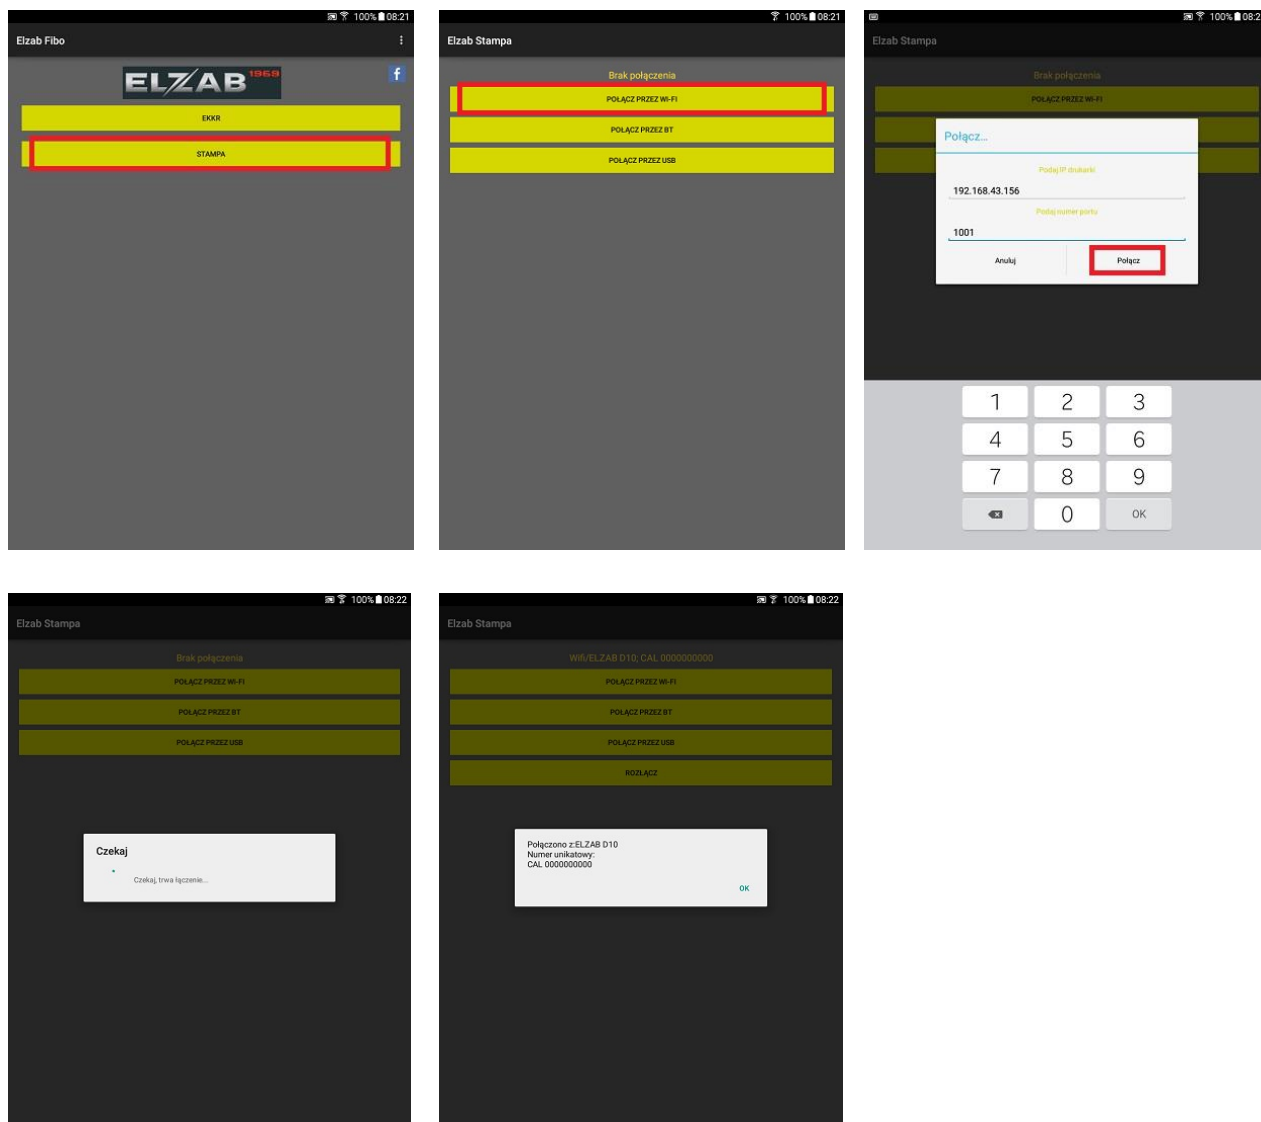 100% 08:21
Elzab Fibo
ELZAB 1969
f
EKKR
STAMPA
100% 08:21
Elzab Stampa
Brak połączenia
POŁĄCZ PRZEZ WI-FI
POŁĄCZ PRZEZ BT
POŁĄCZ PRZEZ USB
100% 08:2
Elzab Stampa
Brak połączenia
POŁĄCZ PRZEZ WI-FI
Połącz...
Podaj IP drukarki
192.168.43.156
Podaj numer portu
1001
Anuluj Połącz
1 2 3
4 5 6
7 8 9
0 OK
100% 08:22
Elzab Stampa
Brak połączenia
POŁĄCZ PRZEZ WI-FI
POŁĄCZ PRZEZ BT
POŁĄCZ PRZEZ USB
Czekaj
Czekaj, trwa łączenie...
100% 08:22
Elzab Stampa
Wifi/ELZAB D10; CAL 0000000000
POŁĄCZ PRZEZ WI-FI
POŁĄCZ PRZEZ BT
POŁĄCZ PRZEZ USB
ROZŁĄCZ
Połączono z:ELZAB D10
Numer unikatowy:
CAL 0000000000
OK